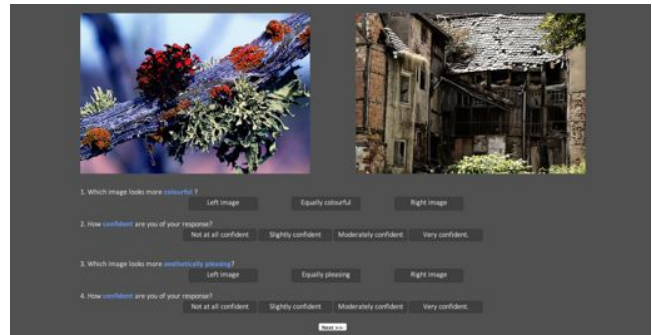 1. Which image looks more colourful ?
Left image Equally colourful Right image
2. How confident are you of your response?
Not at all confident Slightly confident Moderately confident Very confident.
3. Which image looks more aesthetically pleasing?
Left image Equally pleasing Right image
4. How confident are you of your response?
Not at all confident Slightly confident Moderately confident Very confident.
Next >>